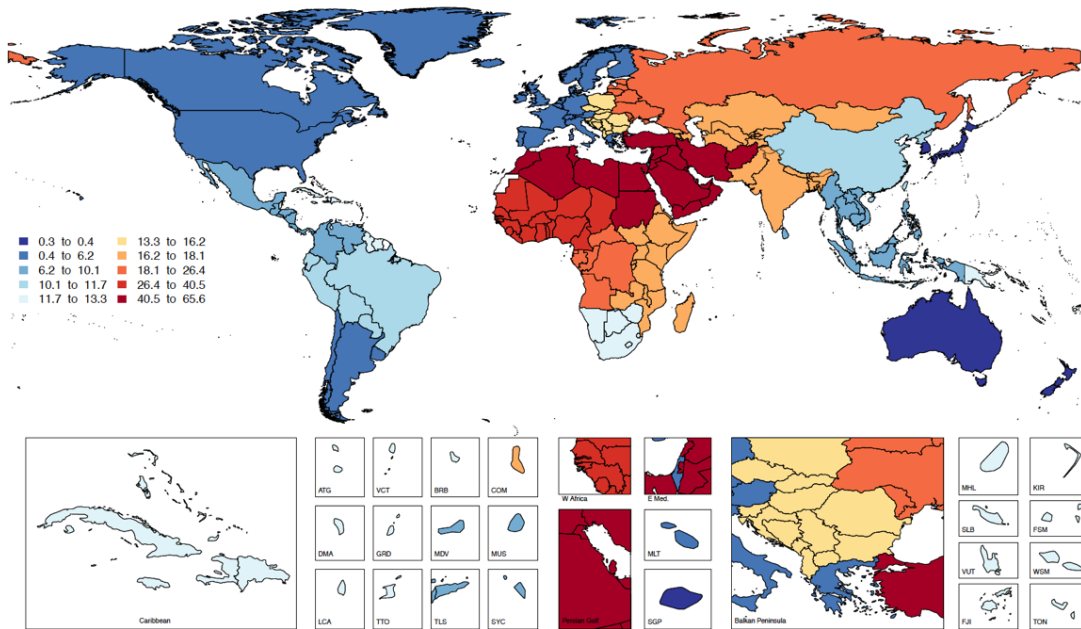 0.3 to 0.4
0.4 to 6.2
6.2 to 10.1
10.1 to 11.7
11.7 to 13.3
13.3 to 16.2
16.2 to 18.1
18.1 to 26.4
26.4 to 40.5
40.5 to 65.6
Caribbean
ATG
VCT
BRB
COM
DMA
GRD
MDV
MUS
LCA
TTO
TLS
SYC
W Africa
E Med.
Persian Gulf
MLT
SGP
Balkan Peninsula
MHL
KIR
SLB
FSM
VUT
WSM
FJI
TON